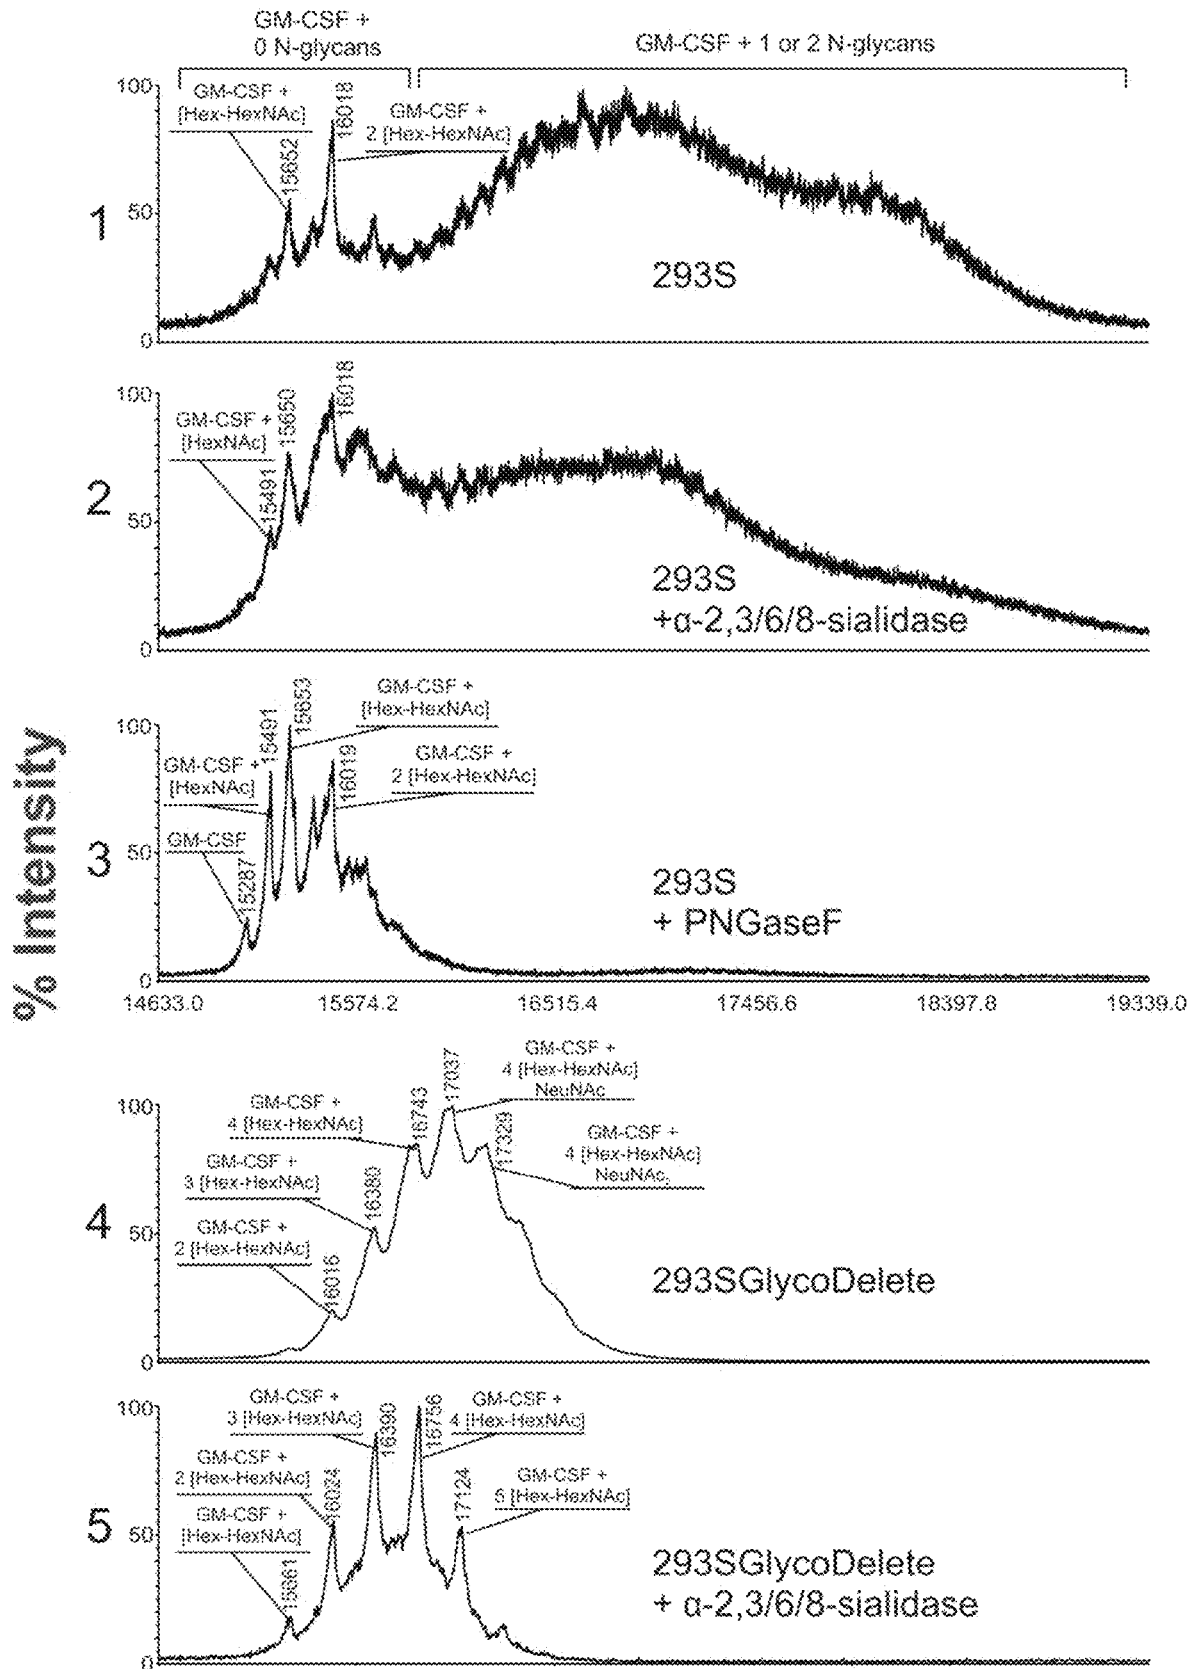 GM-CSF +
0 N-glycans
GM-CSF + 1 or 2 N-glycans
1
100
50
0
GM-CSF +
[Hex-HexNAc]
15652
16018
GM-CSF +
2 [Hex-HexNAc]
293S
2
100
50
0
GM-CSF +
[HexNAc]
15491
15650
16018
293S
+α-2,3/6/8-sialidase
% Intensity
3
100
50
0
GM-CSF +
[HexNAc]
GM-CSF
15287
15491
15653
16019
GM-CSF +
[Hex-HexNAc]
GM-CSF +
2 [Hex-HexNAc]
293S
+ PNGaseF
14633.0
15574.2
16515.4
17456.6
18397.8
19339.0
4
100
50
0
GM-CSF +
4 [Hex-HexNAc]
GM-CSF +
3 [Hex-HexNAc]
GM-CSF +
2 [Hex-HexNAc]
16016
16380
16743
17037
17329
GM-CSF +
4 [Hex-HexNAc]
NeuNAc
GM-CSF +
4 [Hex-HexNAc]
NeuNAc₂
293SGlycoDelete
5
100
50
0
GM-CSF +
3 [Hex-HexNAc]
GM-CSF +
2 [Hex-HexNAc]
GM-CSF +
[Hex-HexNAc]
15661
16024
16390
16756
17124
GM-CSF +
4 [Hex-HexNAc]
GM-CSF +
5 [Hex-HexNAc]
293SGlycoDelete
+ α-2,3/6/8-sialidase